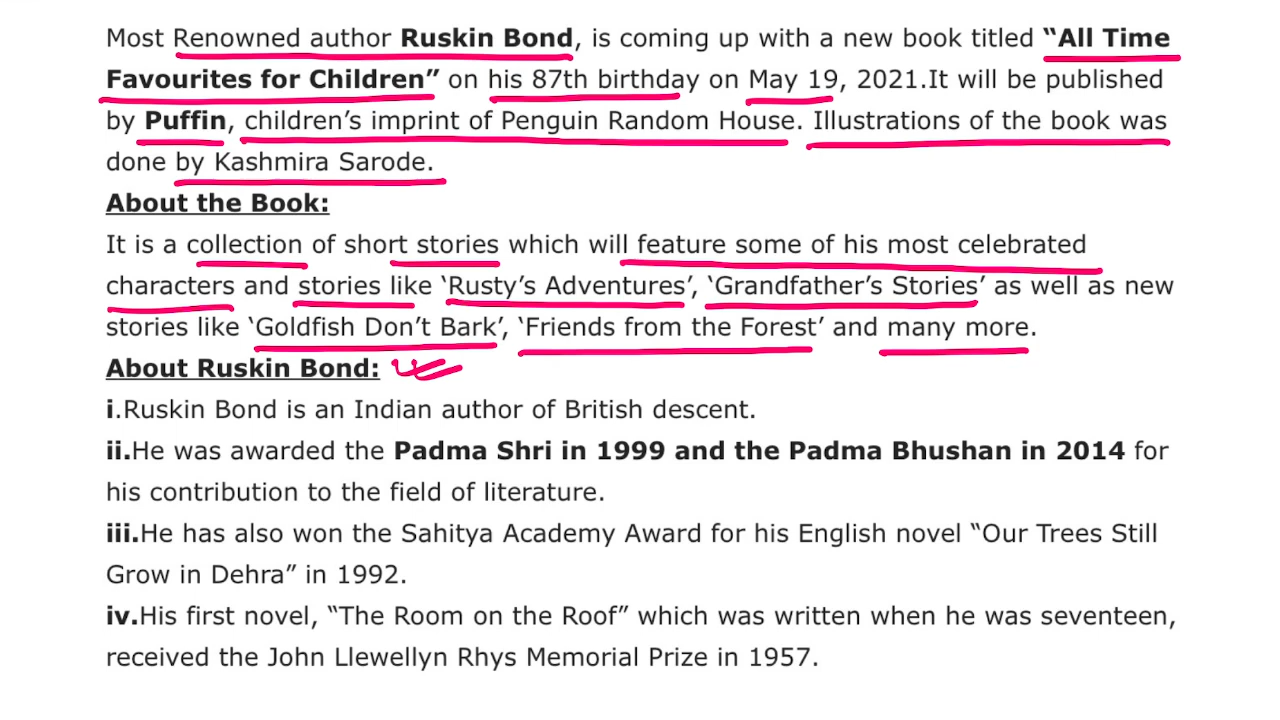 Most Renowned author Ruskin Bond, is coming up with a new book titled “All Time
Favourites for Children” on his 87th birthday on May 19, 2021.It will be published
by Puffin, children’s imprint of Penguin Random House. Illustrations of the book was
done by Kashmira Sarode.
About the Book:
It is a collection of short stories which will feature some of his most celebrated
characters and stories like ‘Rusty’s Adventures’, ‘Grandfather’s Stories’ as well as new
stories like ‘Goldfish Don’t Bark’, ‘Friends from the Forest’ and many more.
About Ruskin Bond:
i.Ruskin Bond is an Indian author of British descent.
ii.He was awarded the Padma Shri in 1999 and the Padma Bhushan in 2014 for
his contribution to the field of literature.
iii.He has also won the Sahitya Academy Award for his English novel “Our Trees Still
Grow in Dehra” in 1992.
iv.His first novel, “The Room on the Roof” which was written when he was seventeen,
received the John Llewellyn Rhys Memorial Prize in 1957.